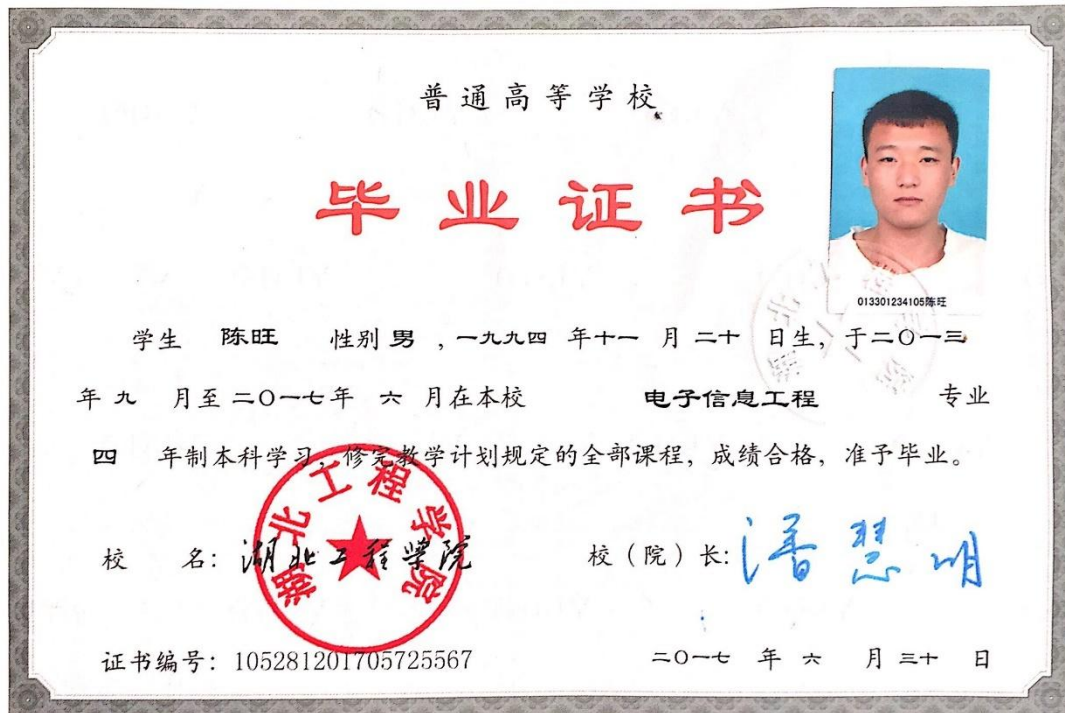 普通高等学校
毕业证书
013301234105陈旺
学生 陈旺 性别 男 ，一九九四 年十一 月 二十 日生，于二〇一三
年 九 月至 二〇一七年 六 月在本校 电子信息工程 专业
四 年制本科学习，修完教学计划规定的全部课程，成绩合格，准予毕业。
湖北工程学院
校 名：湖北工程学院 校（院）长：潘慧明
证书编号：105281201705725567 二〇一七 年 六 月 三十 日